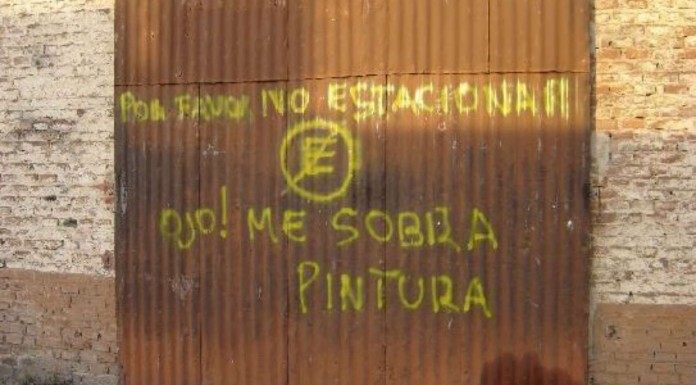 POR FAVOR NO ESTACIONAR
E
OJO! ME SOBRA
PINTURA